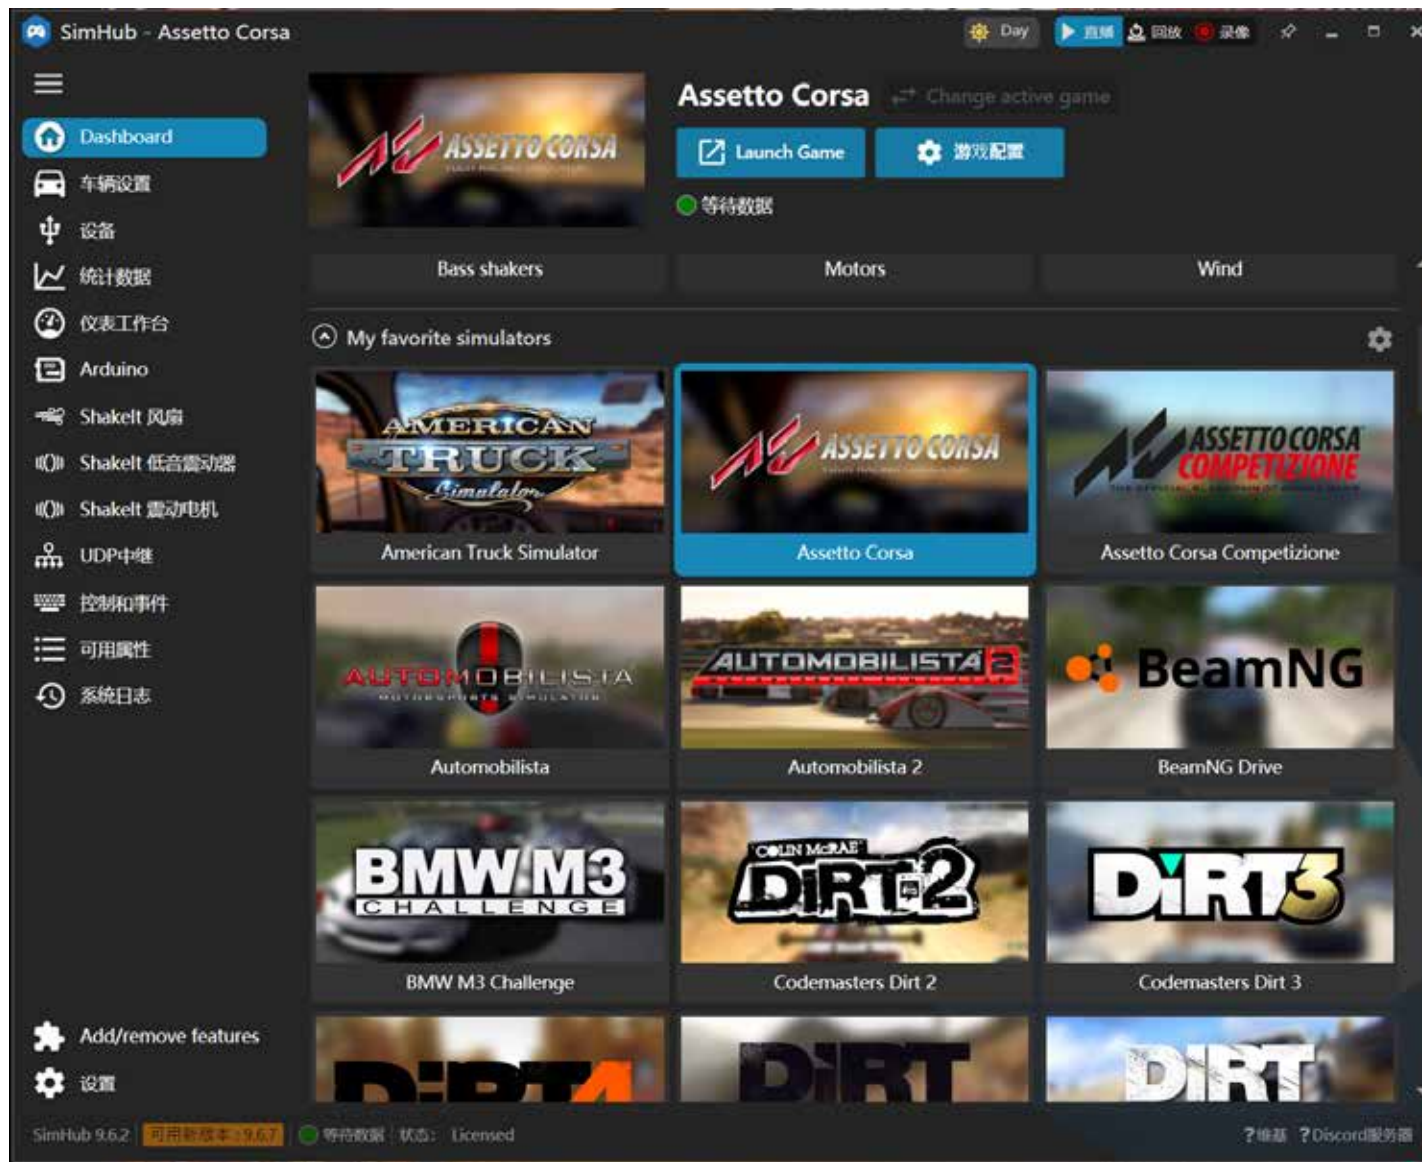 SimHub - Assetto Corsa
Day
直播
回放
录像
Dashboard
车辆设置
设备
统计数据
仪表工作台
Arduino
ShakeIt 风扇
ShakeIt 低音震动器
ShakeIt 震动电机
UDP中继
控制和事件
可用属性
系统日志
Add/remove features
设置
ASSETTO CORSA
Assetto Corsa
Change active game
Launch Game
游戏配置
等待数据
Bass shakers
Motors
Wind
My favorite simulators
AMERICAN
TRUCK
Simulator
American Truck Simulator
ASSETTO CORSA
Assetto Corsa
ASSETTO CORSA
COMPETIZIONE
Assetto Corsa Competizione
AUTOMOBILISTA
MOTORSPORTS SIMULATOR
Automobilista
AUTOMOBILISTA 2
Automobilista 2
BeamNG
BeamNG Drive
BMW M3
CHALLENGE
BMW M3 Challenge
COLIN McRAE
DiRT 2
Codemasters Dirt 2
DiRT3
Codemasters Dirt 3
DiRT4
DiRT
DiRT
SimHub 9.6.2
可用新版本：9.6.7
等待数据
状态： Licensed
?维基
?Discord服务器